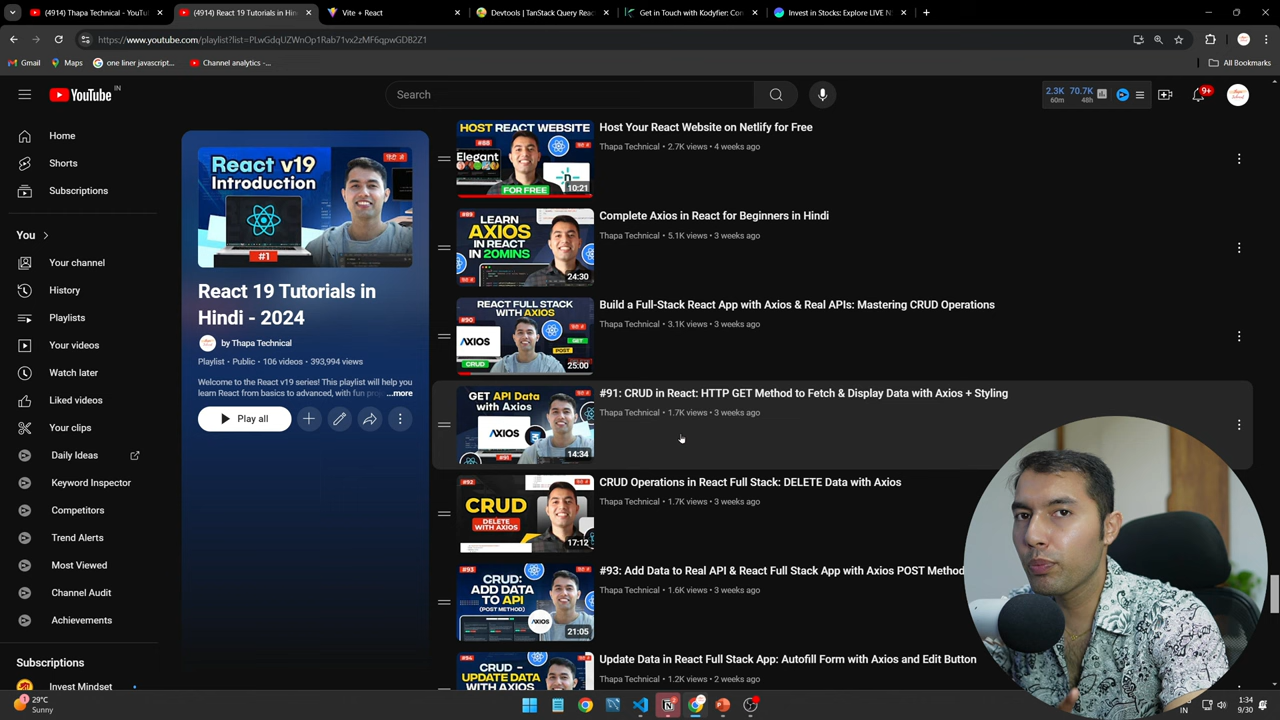 (4914) Thapa Technical - YouT
(4914) React 19 Tutorials in Hin
Vite + React
Devtools | TanStack Query Reac
Get in Touch with Kodyfier: Con
Invest in Stocks: Explore LIVE N
https://www.youtube.com/playlist?list=PLwGdqUZWnOp1Rab71vx2zMF6qpwGDB2Z1
Gmail
Maps
one liner javascript...
Channel analytics -...
All Bookmarks
YouTube IN
Search
2.3K 70.7K
60m 48h
9+
Home
Shorts
Subscriptions
You
Your channel
History
Playlists
Your videos
Watch later
Liked videos
Your clips
Daily Ideas
Keyword Inspector
Competitors
Trend Alerts
Most Viewed
Channel Audit
Achievements
Subscriptions
Invest Mindset
React v19
Introduction
#1
React 19 Tutorials in
Hindi - 2024
by Thapa Technical
Playlist • Public • 106 videos • 393,994 views
Welcome to the React v19 series! This playlist will help you
learn React from basics to advanced, with fun pro ...more
Play all
HOST REACT WEBSITE
#88
Elegant
FOR FREE
10:21
Host Your React Website on Netlify for Free
Thapa Technical • 2.7K views • 4 weeks ago
#89
LEARN
AXIOS
IN REACT
IN 20MINS
24:30
Complete Axios in React for Beginners in Hindi
Thapa Technical • 5.1K views • 3 weeks ago
REACT FULL STACK
WITH AXIOS
#90
AXIOS
GET
POST
CRUD
25:00
Build a Full-Stack React App with Axios & Real APIs: Mastering CRUD Operations
Thapa Technical • 3.1K views • 3 weeks ago
GET API Data
with Axios
AXIOS
#91
14:34
#91: CRUD in React: HTTP GET Method to Fetch & Display Data with Axios + Styling
Thapa Technical • 1.7K views • 3 weeks ago
#92
CRUD
DELETE
WITH AXIOS
17:12
CRUD Operations in React Full Stack: DELETE Data with Axios
Thapa Technical • 1.7K views • 3 weeks ago
#93
CRUD:
ADD DATA
TO API
(POST METHOD)
AXIOS
21:05
#93: Add Data to Real API & React Full Stack App with Axios POST Method
Thapa Technical • 1.6K views • 3 weeks ago
#94
CRUD -
UPDATE DATA
WITH AXIOS
Update Data in React Full Stack App: Autofill Form with Axios and Edit Button
Thapa Technical • 1.2K views • 2 weeks ago
29°C
Sunny
IN
1:34
9/30